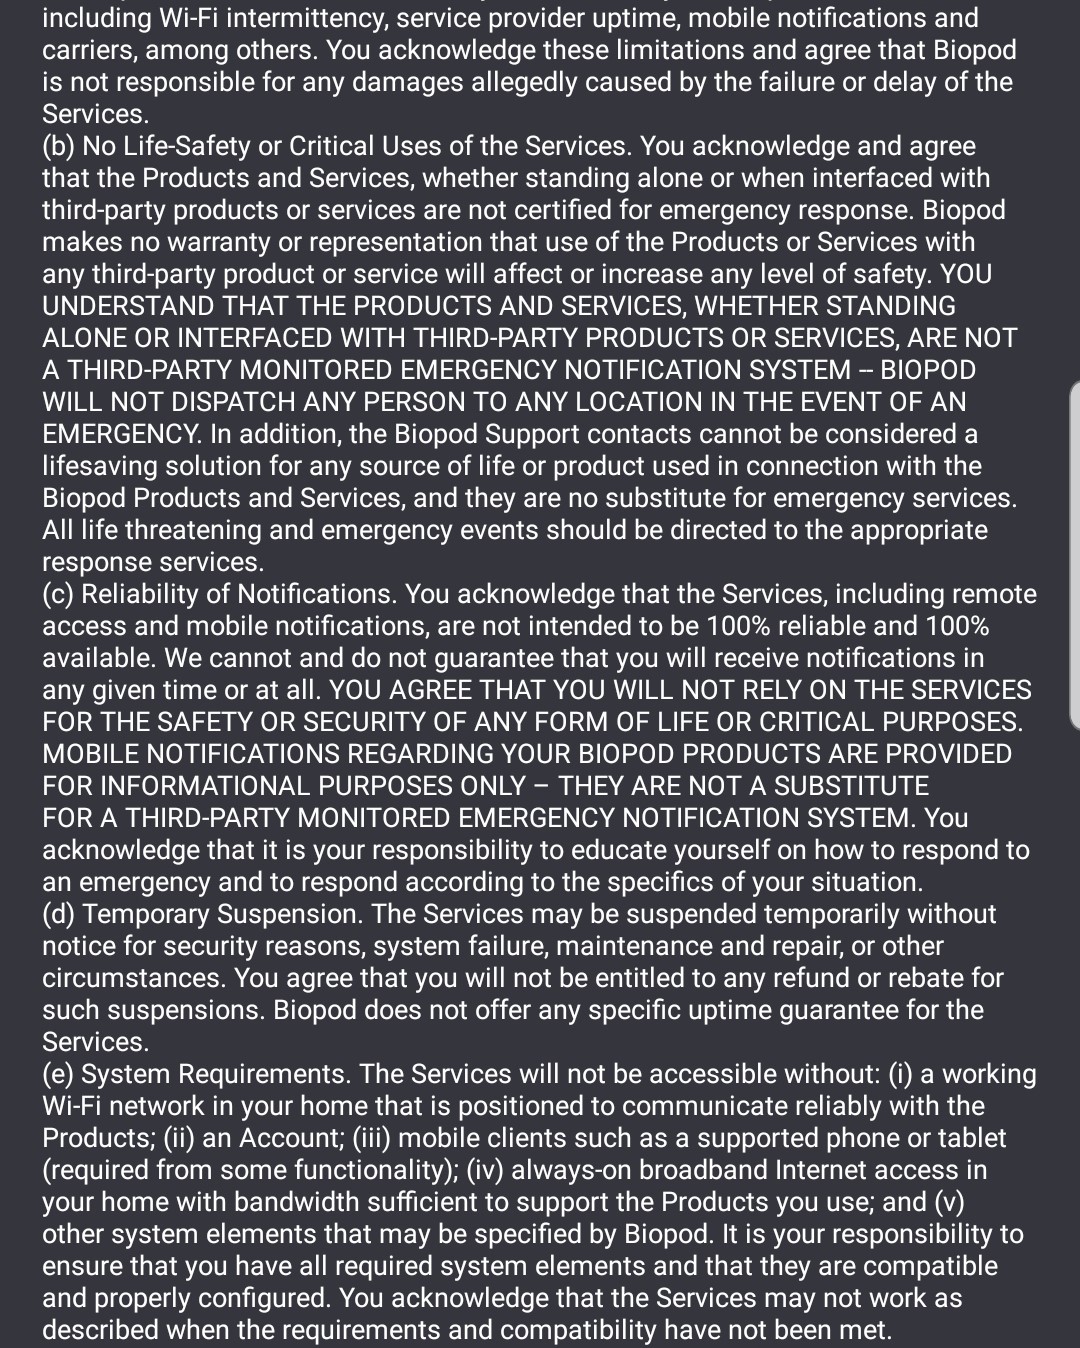 including Wi-Fi intermittency, service provider uptime, mobile notifications and
carriers, among others. You acknowledge these limitations and agree that Biopod
is not responsible for any damages allegedly caused by the failure or delay of the
Services.
(b) No Life-Safety or Critical Uses of the Services. You acknowledge and agree
that the Products and Services, whether standing alone or when interfaced with
third-party products or services are not certified for emergency response. Biopod
makes no warranty or representation that use of the Products or Services with
any third-party product or service will affect or increase any level of safety. YOU
UNDERSTAND THAT THE PRODUCTS AND SERVICES, WHETHER STANDING
ALONE OR INTERFACED WITH THIRD-PARTY PRODUCTS OR SERVICES, ARE NOT
A THIRD-PARTY MONITORED EMERGENCY NOTIFICATION SYSTEM -- BIOPOD
WILL NOT DISPATCH ANY PERSON TO ANY LOCATION IN THE EVENT OF AN
EMERGENCY. In addition, the Biopod Support contacts cannot be considered a
lifesaving solution for any source of life or product used in connection with the
Biopod Products and Services, and they are no substitute for emergency services.
All life threatening and emergency events should be directed to the appropriate
response services.
(c) Reliability of Notifications. You acknowledge that the Services, including remote
access and mobile notifications, are not intended to be 100% reliable and 100%
available. We cannot and do not guarantee that you will receive notifications in
any given time or at all. YOU AGREE THAT YOU WILL NOT RELY ON THE SERVICES
FOR THE SAFETY OR SECURITY OF ANY FORM OF LIFE OR CRITICAL PURPOSES.
MOBILE NOTIFICATIONS REGARDING YOUR BIOPOD PRODUCTS ARE PROVIDED
FOR INFORMATIONAL PURPOSES ONLY – THEY ARE NOT A SUBSTITUTE
FOR A THIRD-PARTY MONITORED EMERGENCY NOTIFICATION SYSTEM. You
acknowledge that it is your responsibility to educate yourself on how to respond to
an emergency and to respond according to the specifics of your situation.
(d) Temporary Suspension. The Services may be suspended temporarily without
notice for security reasons, system failure, maintenance and repair, or other
circumstances. You agree that you will not be entitled to any refund or rebate for
such suspensions. Biopod does not offer any specific uptime guarantee for the
Services.
(e) System Requirements. The Services will not be accessible without: (i) a working
Wi-Fi network in your home that is positioned to communicate reliably with the
Products; (ii) an Account; (iii) mobile clients such as a supported phone or tablet
(required from some functionality); (iv) always-on broadband Internet access in
your home with bandwidth sufficient to support the Products you use; and (v)
other system elements that may be specified by Biopod. It is your responsibility to
ensure that you have all required system elements and that they are compatible
and properly configured. You acknowledge that the Services may not work as
described when the requirements and compatibility have not been met.